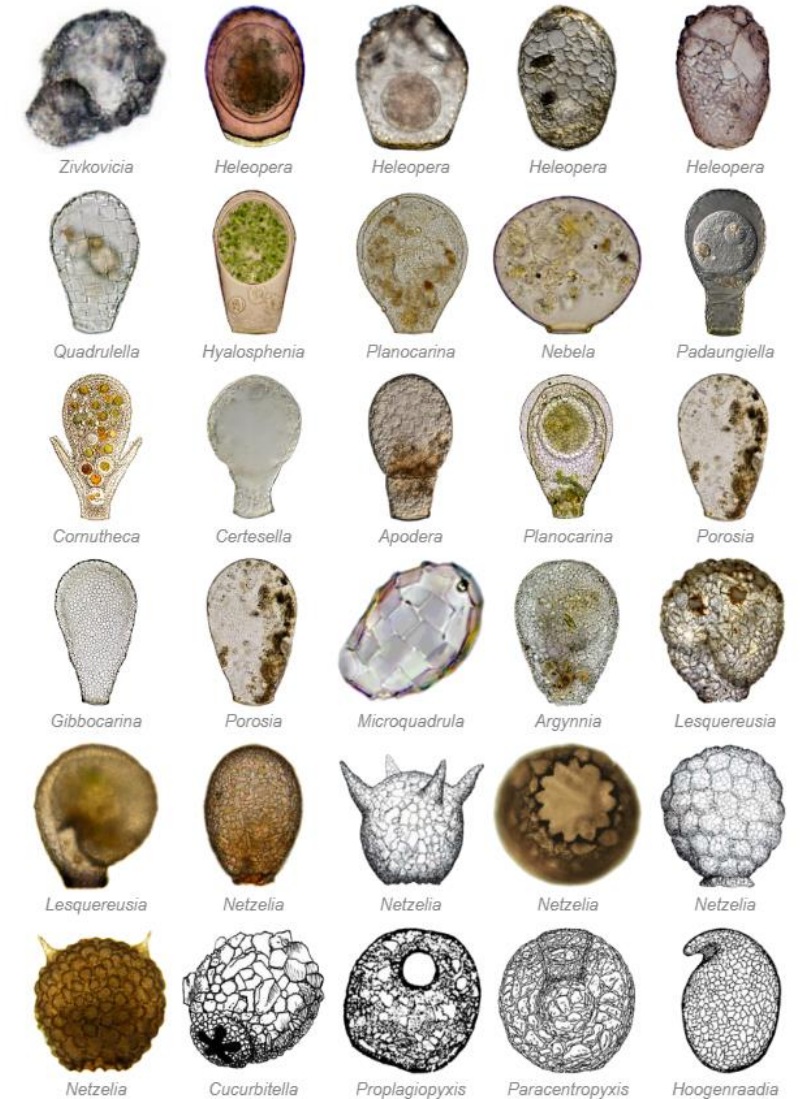 Zivkovicia Heleopera Heleopera Heleopera Heleopera
Quadrulella Hyalosphenia Planocarina Nebela Padaungiella
Cornutheca Certesella Apodera Planocarina Porosia
Gibbocarina Porosia Microquadrula Argynnia Lesquereusia
Lesquereusia Netzelia Netzelia Netzelia Netzelia
Netzelia Cucurbitella Proplagiopyxis Paracentropyxis Hoogenraadia